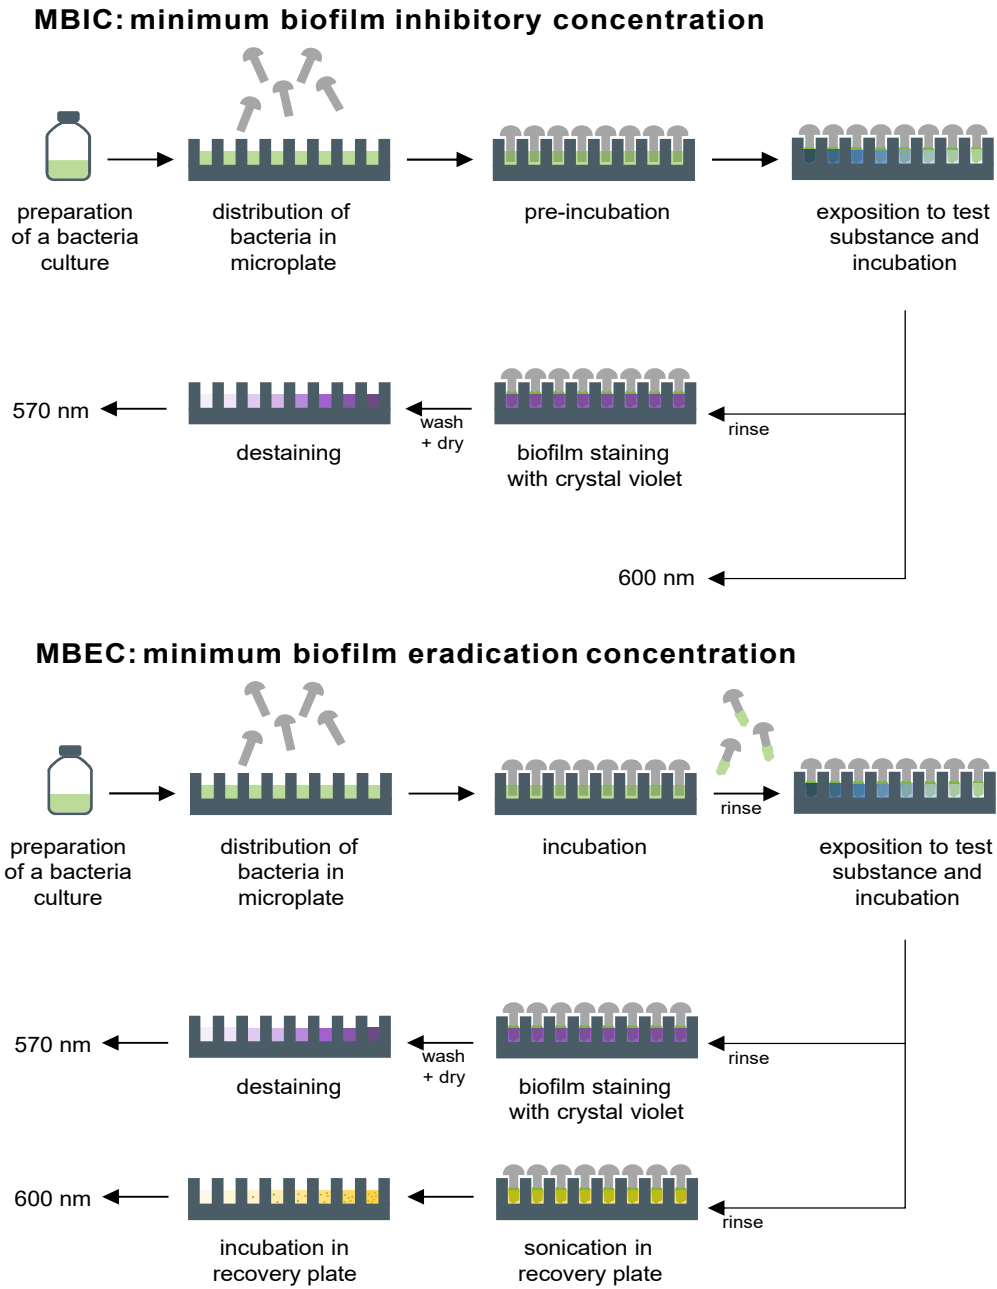 MBIC: minimum biofilm inhibitory concentration
preparation
of a bacteria
culture
distribution of
bacteria in
microplate
pre-incubation
exposition to test
substance and
incubation
570 nm
destaining
wash
+ dry
biofilm staining
with crystal violet
rinse
600 nm
MBEC: minimum biofilm eradication concentration
preparation
of a bacteria
culture
distribution of
bacteria in
microplate
incubation
rinse
exposition to test
substance and
incubation
570 nm
destaining
wash
+ dry
biofilm staining
with crystal violet
rinse
600 nm
incubation in
recovery plate
sonication in
recovery plate
rinse